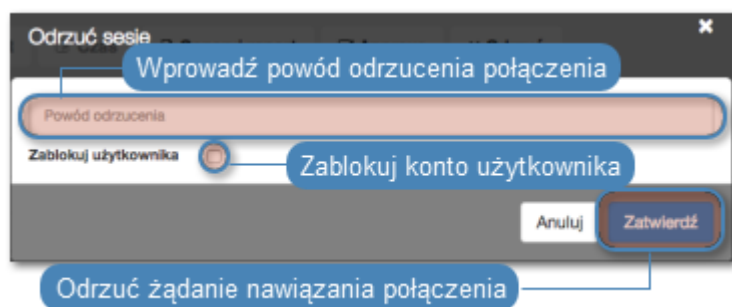 Odrzuć sesję
Wprowadź powód odrzucenia połączenia
Powód odrzucenia
Zablokuj użytkownika
Zablokuj konto użytkownika
Anuluj
Zatwierdź
Odrzuć żądanie nawiązania połączenia